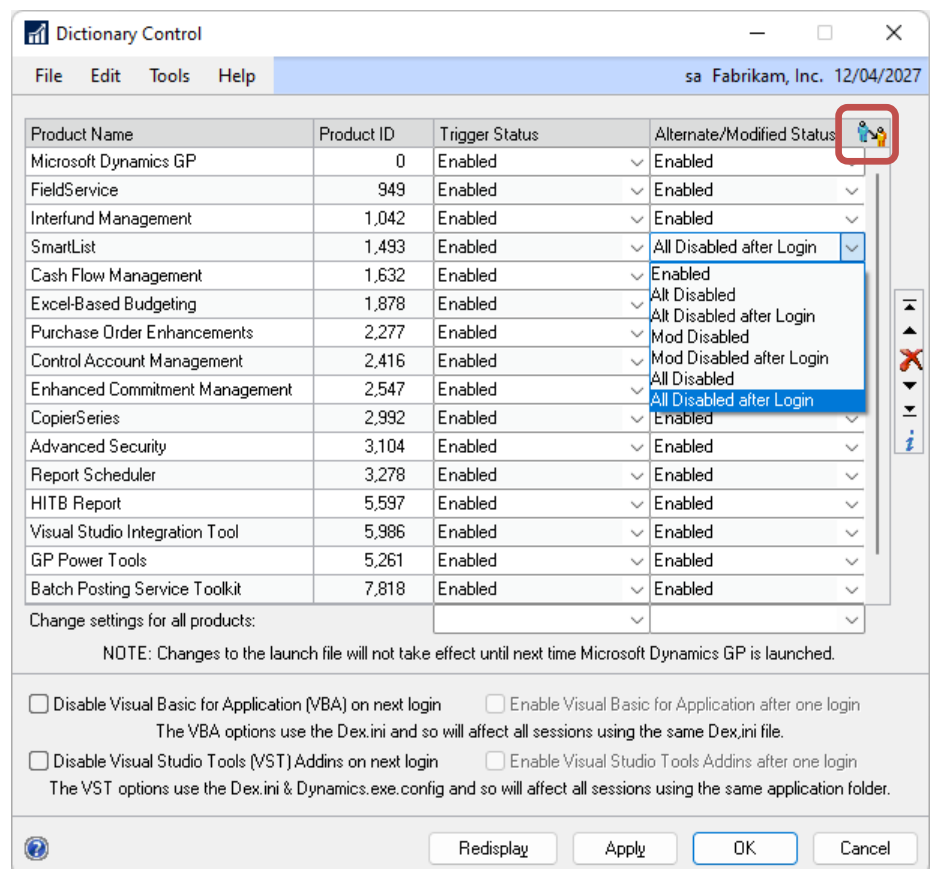 Dictionary Control
File Edit Tools Help sa Fabrikam, Inc. 12/04/2027
Product Name Product ID Trigger Status Alternate/Modified Status
Microsoft Dynamics GP 0 Enabled Enabled
FieldService 949 Enabled Enabled
Interfund Management 1,042 Enabled Enabled
SmartList 1,493 Enabled All Disabled after Login
Cash Flow Management 1,632 Enabled Enabled
Excel-Based Budgeting 1,878 Enabled Alt Disabled
Alt Disabled after Login
Purchase Order Enhancements 2,277 Enabled Mod Disabled
Control Account Management 2,416 Enabled Mod Disabled after Login
Enhanced Commitment Management 2,547 Enabled All Disabled
All Disabled after Login
CopierSeries 2,992 Enabled Enabled
Advanced Security 3,104 Enabled Enabled
Report Scheduler 3,278 Enabled Enabled
HITB Report 5,597 Enabled Enabled
Visual Studio Integration Tool 5,986 Enabled Enabled
GP Power Tools 5,261 Enabled Enabled
Batch Posting Service Toolkit 7,818 Enabled Enabled
Change settings for all products:
NOTE: Changes to the launch file will not take effect until next time Microsoft Dynamics GP is launched.
Disable Visual Basic for Application (VBA) on next login Enable Visual Basic for Application after one login
The VBA options use the Dex.ini and so will affect all sessions using the same Dex,ini file.
Disable Visual Studio Tools (VST) Addins on next login Enable Visual Studio Tools Addins after one login
The VST options use the Dex.ini & Dynamics.exe.config and so will affect all sessions using the same application folder.
Redisplay Apply OK Cancel